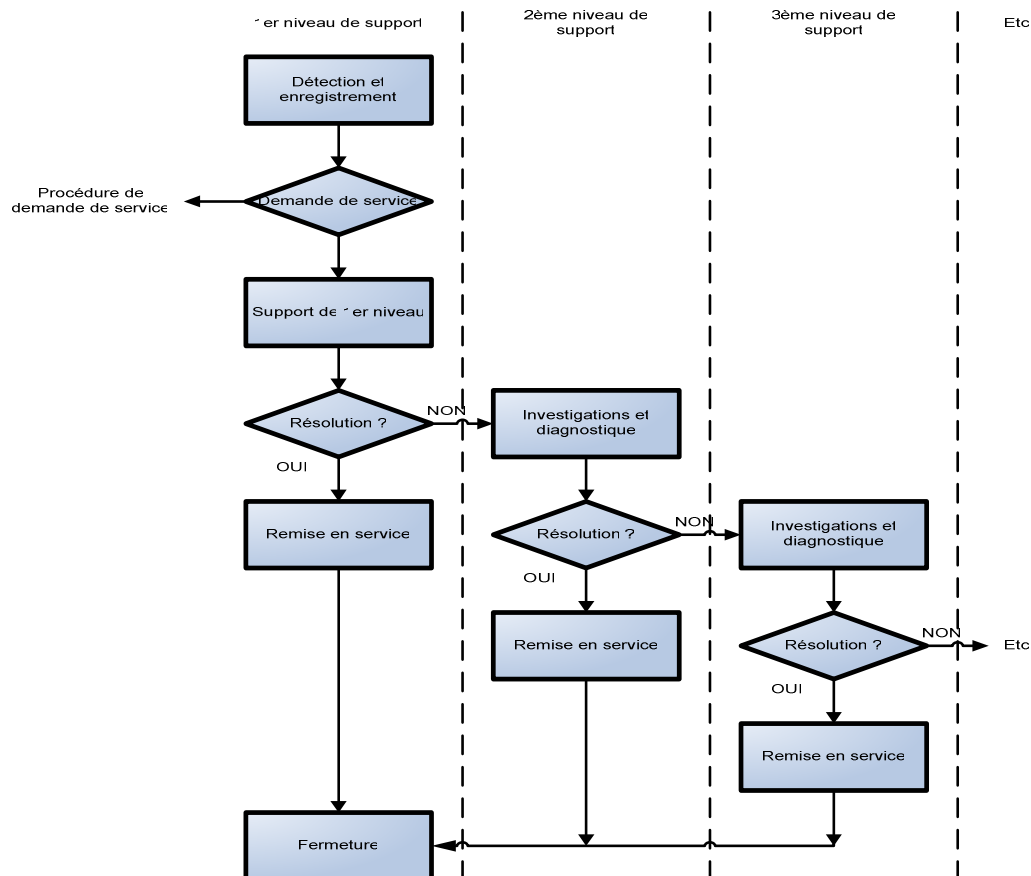 1er niveau de support
2ème niveau de
support
3ème niveau de
support
Etc
Détection et
enregistrement
Procédure de
demande de service
Demande de service
Support de 1er niveau
Résolution ?
NON
Investigations et
diagnostique
OUI
Remise en service
Résolution ?
NON
Investigations et
diagnostique
OUI
Remise en service
Résolution ?
NON
Etc
OUI
Remise en service
Fermeture